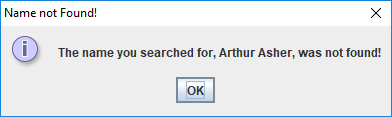 Name not Found!
The name you searched for, Arthur Asher, was not found!
OK